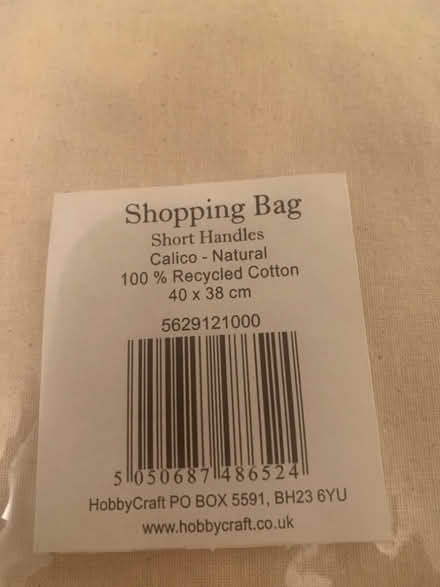 Shopping Bag
Short Handles
Calico - Natural
100 % Recycled Cotton
40 x 38 cm
5629121000
5 050687 486524
HobbyCraft PO BOX 5591, BH23 6YU
www.hobbycraft.co.uk